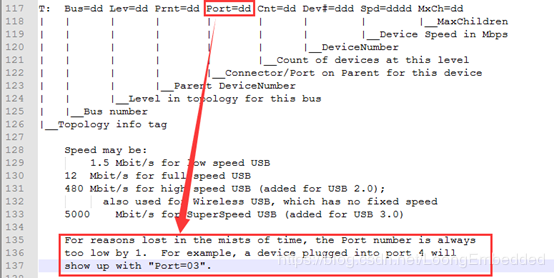 117 T:  Bus=dd Lev=dd Prnt=dd Port=dd Cnt=dd Dev#=ddd Spd=dddd MxCh=dd
118 |   |      |      |       |       |      |        |        |__MaxChildren
119 |   |      |      |       |       |      |        |__Device Speed in Mbps
120 |   |      |      |       |       |      |__DeviceNumber
121 |   |      |      |       |       |__Count of devices at this level
122 |   |      |      |       |__Connector/Port on Parent for this device
123 |   |      |      |__Parent DeviceNumber
124 |   |      |__Level in topology for this bus
125 |   |__Bus number
126 |__Topology info tag
127
128 Speed may be:
129 1.5 Mbit/s for low speed USB
130 12  Mbit/s for full speed USB
131 480 Mbit/s for high speed USB (added for USB 2.0);
132 also used for Wireless USB, which has no fixed speed
133 5000 Mbit/s for SuperSpeed USB (added for USB 3.0)
134
135 For reasons lost in the mists of time, the Port number is always
136 too low by 1.  For example, a device plugged into port 4 will
137 show up with "Port=03".